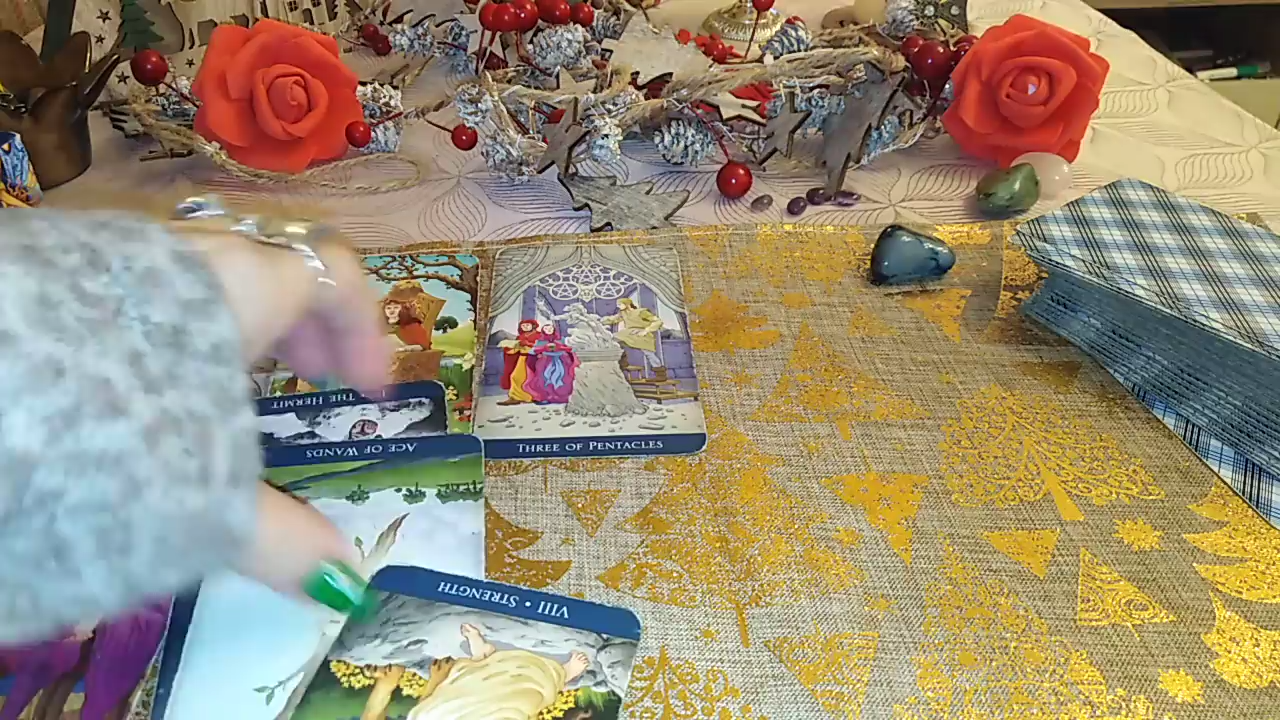 THE HERMIT
ACE OF WANDS
THREE OF PENTACLES
VIII • STRENGTH